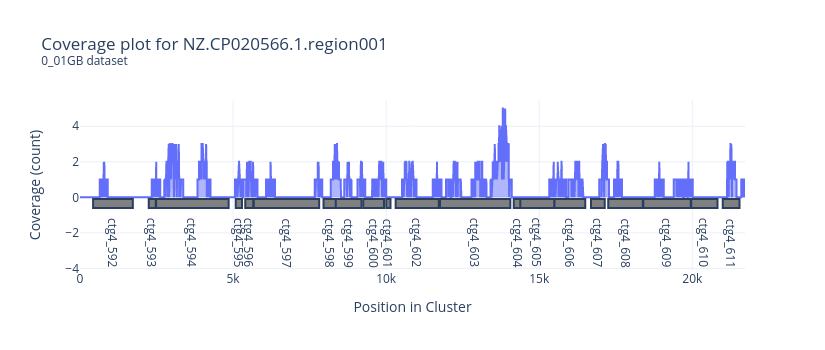 Coverage plot for NZ.CP020566.1.region001
0_01GB dataset
Coverage (count)
4
2
0
−2
−4
ctg4_592
ctg4_593
ctg4_594
ctg4_595
ctg4_596
ctg4_597
ctg4_598
ctg4_599
ctg4_600
ctg4_601
ctg4_602
ctg4_603
ctg4_604
ctg4_605
ctg4_606
ctg4_607
ctg4_608
ctg4_609
ctg4_610
ctg4_611
0
5k
10k
15k
20k
Position in Cluster